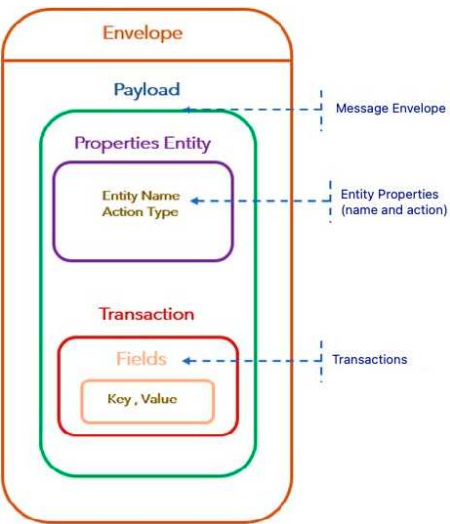 Envelope
Payload
Message Envelope
Properties Entity
Entity Name
Action Type
Entity Properties
(name and action)
Transaction
Fields
Transactions
Key , Value